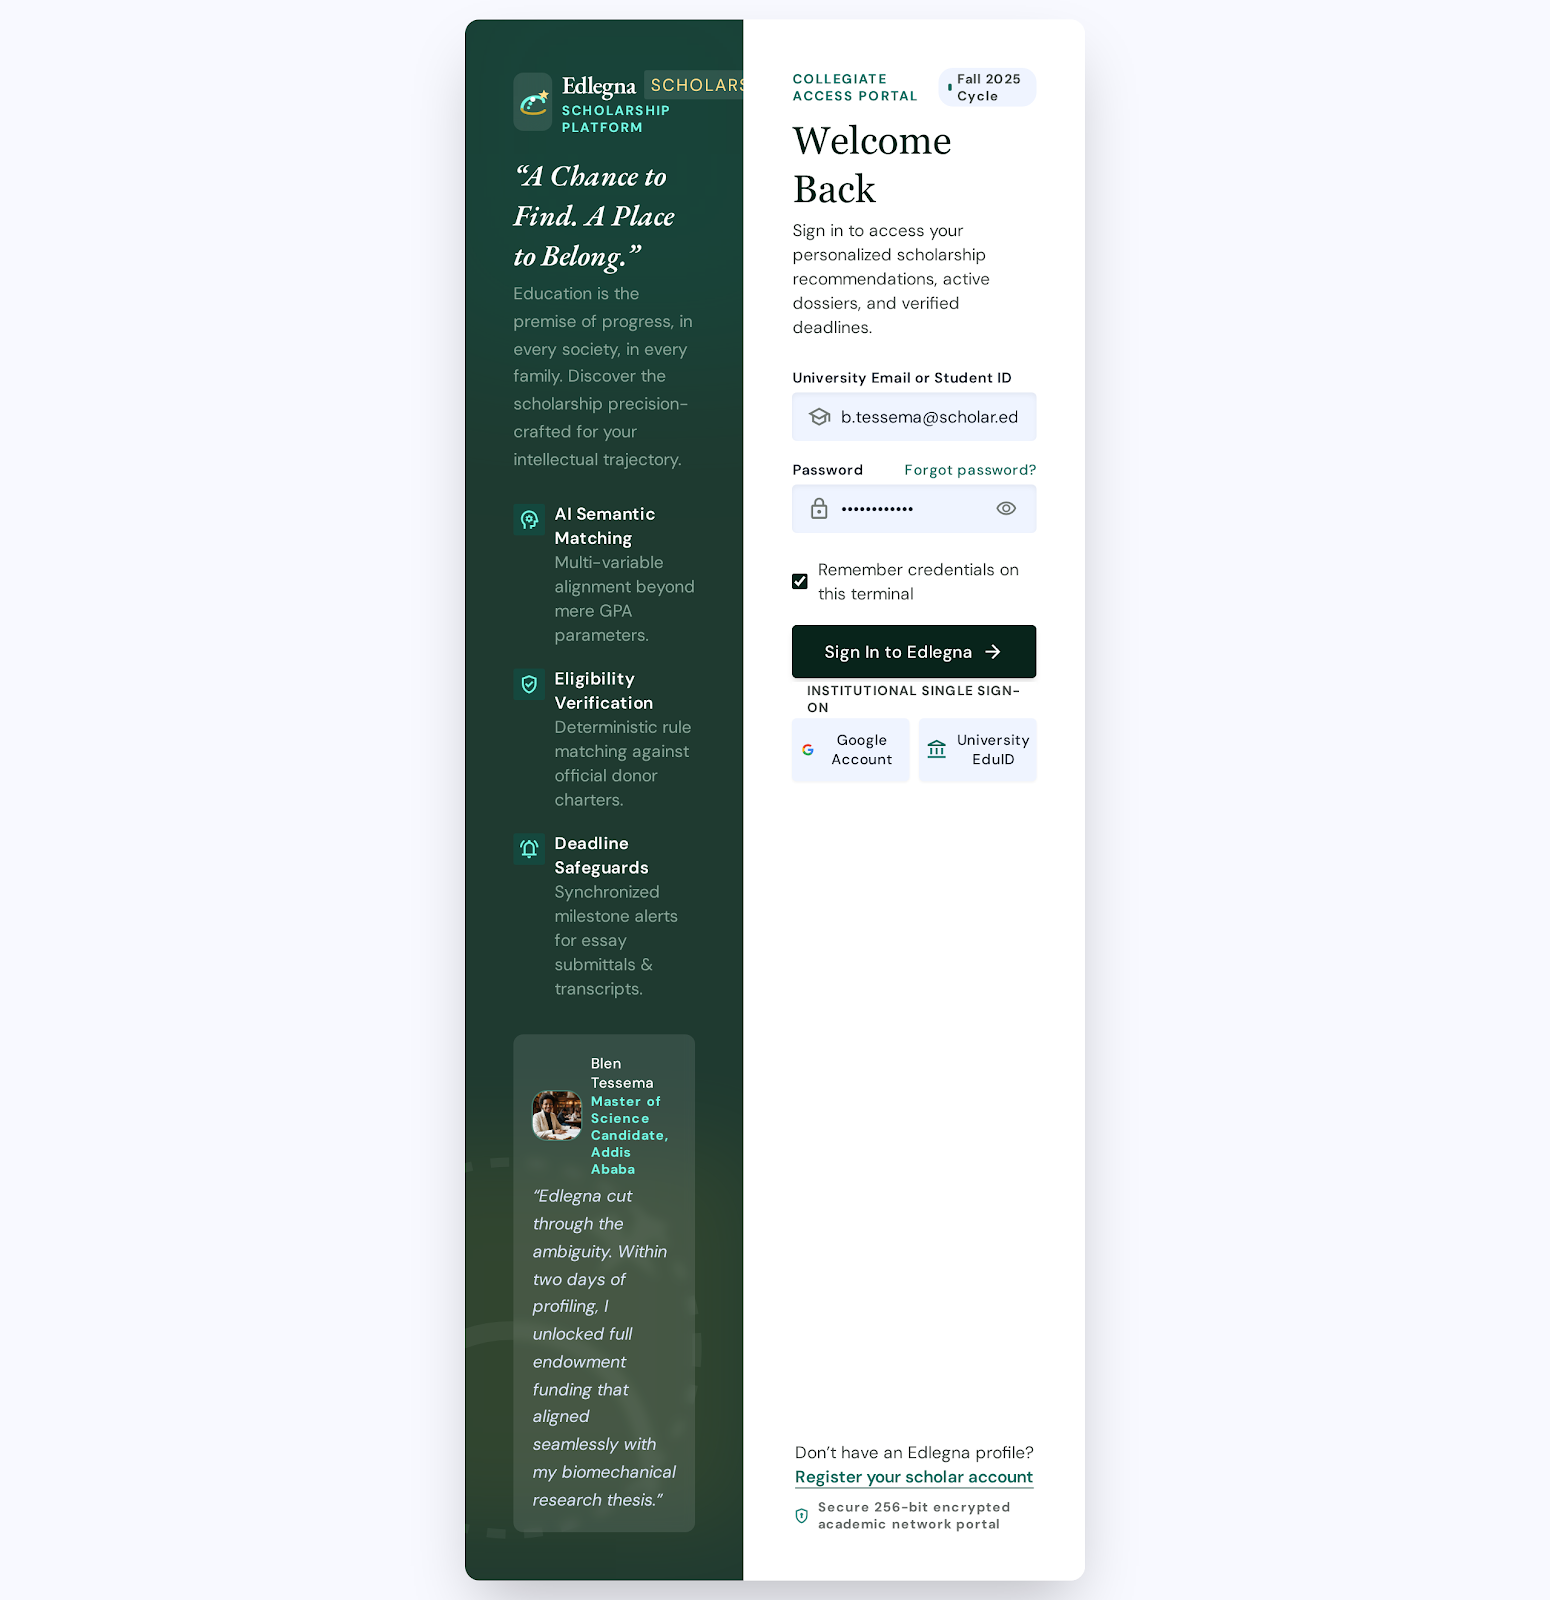 Edlegna
SCHOLARS
SCHOLARSHIP
PLATFORM
“A Chance to
Find. A Place
to Belong.”
Education is the
premise of progress, in
every society, in every
family. Discover the
scholarship precision-
crafted for your
intellectual trajectory.
AI Semantic
Matching
Multi-variable
alignment beyond
mere GPA
parameters.
Eligibility
Verification
Deterministic rule
matching against
official donor
charters.
Deadline
Safeguards
Synchronized
milestone alerts
for essay
submittals &
transcripts.
Blen
Tessema
Master of
Science
Candidate,
Addis
Ababa
“Edlegna cut
through the
ambiguity. Within
two days of
profiling, I
unlocked full
endowment
funding that
aligned
seamlessly with
my biomechanical
research thesis.”
COLLEGIATE
ACCESS PORTAL
Fall 2025
Cycle
Welcome
Back
Sign in to access your
personalized scholarship
recommendations, active
dossiers, and verified
deadlines.
University Email or Student ID
b.tessema@scholar.ed
Password
Forgot password?
••••••••••••
Remember credentials on
this terminal
Sign In to Edlegna →
INSTITUTIONAL SINGLE SIGN-
ON
Google
Account
University
EduID
Don’t have an Edlegna profile?
Register your scholar account
Secure 256-bit encrypted
academic network portal